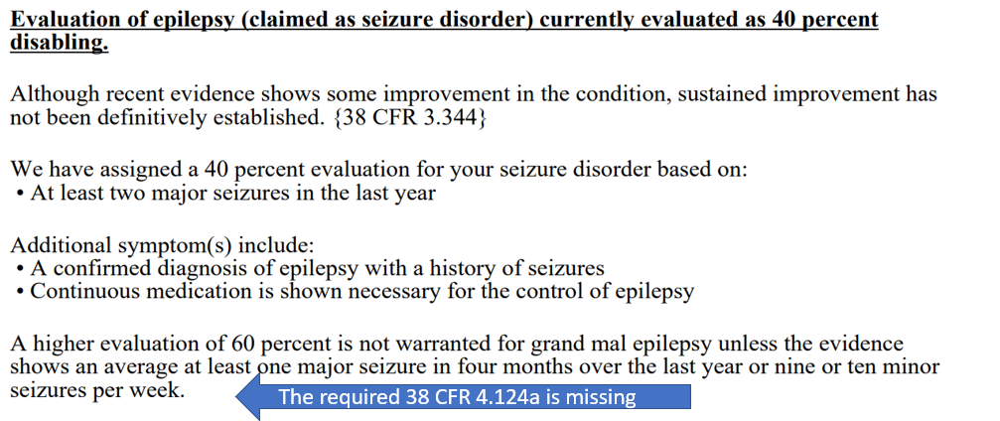 Evaluation of epilepsy (claimed as seizure disorder) currently evaluated as 40 percent
disabling.
Although recent evidence shows some improvement in the condition, sustained improvement has
not been definitively established. {38 CFR 3.344}
We have assigned a 40 percent evaluation for your seizure disorder based on:
• At least two major seizures in the last year
Additional symptom(s) include:
• A confirmed diagnosis of epilepsy with a history of seizures
• Continuous medication is shown necessary for the control of epilepsy
A higher evaluation of 60 percent is not warranted for grand mal epilepsy unless the evidence
shows an average at least one major seizure in four months over the last year or nine or ten minor
seizures per week.
The required 38 CFR 4.124a is missing